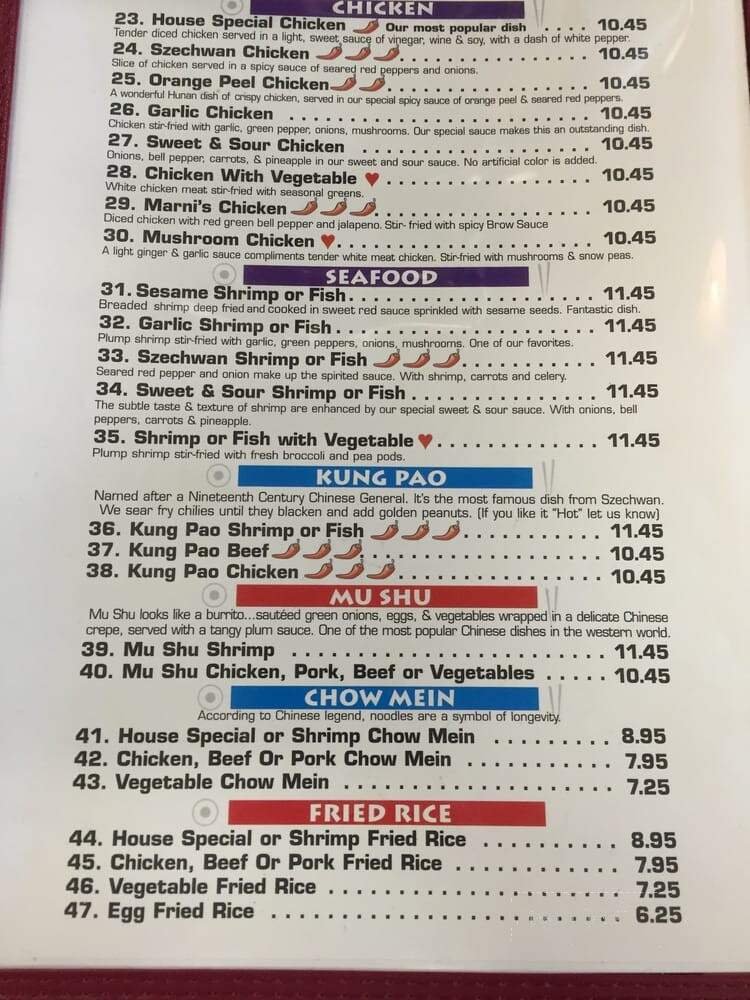 CHICKEN
23. House Special Chicken Our most popular dish . . . . 10.45
Tender diced chicken served in a light, sweet sauce of vinegar, wine & soy, with a dash of white pepper.
24. Szechwan Chicken . . . . . . . . . . . . . . . . . 10.45
Slice of chicken served in a spicy sauce of seared red peppers and onions.
25. Orange Peel Chicken . . . . . . . . . . . . . . . . . 10.45
A wonderful Hunan dish of crispy chicken, served in our special spicy sauce of orange peel & seared red peppers.
26. Garlic Chicken . . . . . . . . . . . . . . . . . . . . . . . 10.45
Chicken stir-fried with garlic, green pepper, onions, mushrooms. Our special sauce makes this an outstanding dish.
27. Sweet & Sour Chicken . . . . . . . . . . . . . . . . . . 10.45
Onions, bell pepper, carrots, & pineapple in our sweet and sour sauce. No artificial color is added.
28. Chicken With Vegetable ♥ . . . . . . . . . . . . . . . . . 10.45
White chicken meat stir-fried with seasonal greens.
29. Marni's Chicken . . . . . . . . . . . . . . . . . . 10.45
Diced chicken with red green bell pepper and jalapeno. Stir- fried with spicy Brow Sauce
30. Mushroom Chicken ♥. . . . . . . . . . . . . . . . . . . . . 10.45
A light ginger & garlic sauce compliments tender white meat chicken. Stir-fried with mushrooms & snow peas.
SEAFOOD
31. Sesame Shrimp or Fish. . . . . . . . . . . . . . . . . . . . 11.45
Breaded shrimp deep fried and cooked in sweet red sauce sprinkled with sesame seeds. Fantastic dish.
32. Garlic Shrimp or Fish. . . . . . . . . . . . . . . . . . . . . 11.45
Plump shrimp stir-fried with garlic, green peppers, onions, mushrooms. One of our favorites.
33. Szechwan Shrimp or Fish . . . . . . . . . . . . 11.45
Seared red pepper and onion make up the spirited sauce. With shrimp, carrots and celery.
34. Sweet & Sour Shrimp or Fish . . . . . . . . . . . . . . . 11.45
The subtle taste & texture of shrimp are enhanced by our special sweet & sour sauce. With onions, bell
peppers, carrots & pineapple.
35. Shrimp or Fish with Vegetable ♥. . . . . . . . . . . . . 11.45
Plump shrimp stir-fried with fresh broccoli and pea pods.
KUNG PAO
Named after a Nineteenth Century Chinese General. It's the most famous dish from Szechwan.
We sear fry chilies until they blacken and add golden peanuts. (If you like it "Hot" let us know)
36. Kung Pao Shrimp or Fish . . . . . . . . . . . 11.45
37. Kung Pao Beef . . . . . . . . . . . . . . . . . . . 10.45
38. Kung Pao Chicken . . . . . . . . . . . . . . . . 10.45
MU SHU
Mu Shu looks like a burrito...sautéed green onions, eggs, & vegetables wrapped in a delicate Chinese
crepe, served with a tangy plum sauce. One of the most popular Chinese dishes in the western world.
39. Mu Shu Shrimp . . . . . . . . . . . . . . . . . . . . . . . . 11.45
40. Mu Shu Chicken, Pork, Beef or Vegetables . . . . . 10.45
CHOW MEIN
According to Chinese legend, noodles are a symbol of longevity.
41. House Special or Shrimp Chow Mein . . . . . . . . . 8.95
42. Chicken, Beef Or Pork Chow Mein . . . . . . . . . . . 7.95
43. Vegetable Chow Mein . . . . . . . . . . . . . . . . . . . . 7.25
FRIED RICE
44. House Special or Shrimp Fried Rice . . . . . . . . . . 8.95
45. Chicken, Beef Or Pork Fried Rice . . . . . . . . . . . . 7.95
46. Vegetable Fried Rice . . . . . . . . . . . . . . . . . . . . . 7.25
47. Egg Fried Rice . . . . . . . . . . . . . . . . . . . . . . . . . 6.25